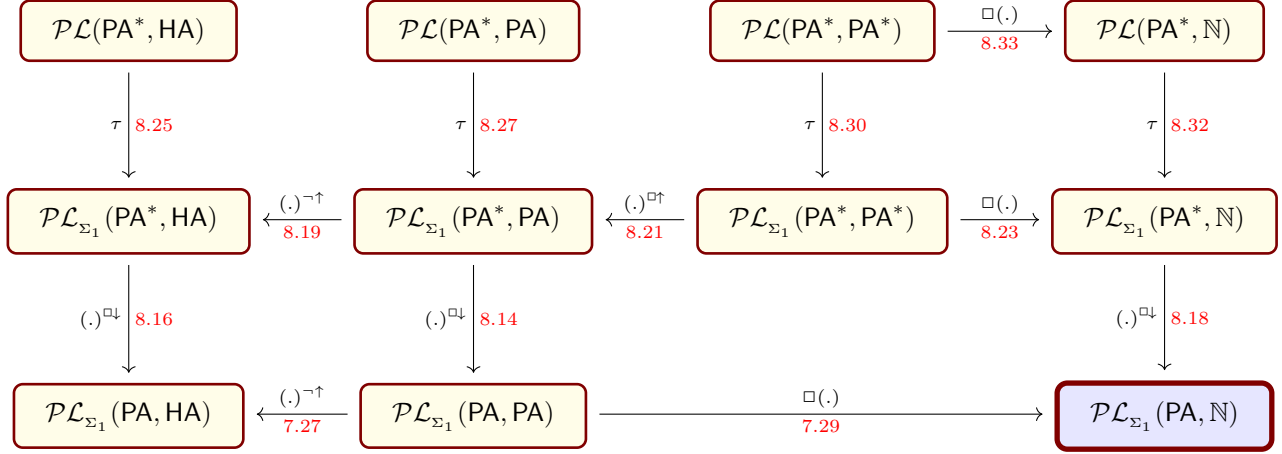 𝒫ℒ(PA*, HA) 𝒫ℒ(PA*, PA) 𝒫ℒ(PA*, PA*) □(.) 8.33 𝒫ℒ(PA*, ℕ)
τ 8.25 τ 8.27 τ 8.30 τ 8.32
𝒫ℒ_Σ₁(PA*, HA) (.)^¬↑ 8.19 𝒫ℒ_Σ₁(PA*, PA) (.)^□↑ 8.21 𝒫ℒ_Σ₁(PA*, PA*) □(.) 8.23 𝒫ℒ_Σ₁(PA*, ℕ)
(.)^□↓ 8.16 (.)^□↓ 8.14 (.)^□↓ 8.18
𝒫ℒ_Σ₁(PA, HA) (.)^¬↑ 7.27 𝒫ℒ_Σ₁(PA, PA) □(.) 7.29 𝒫ℒ_Σ₁(PA, ℕ)